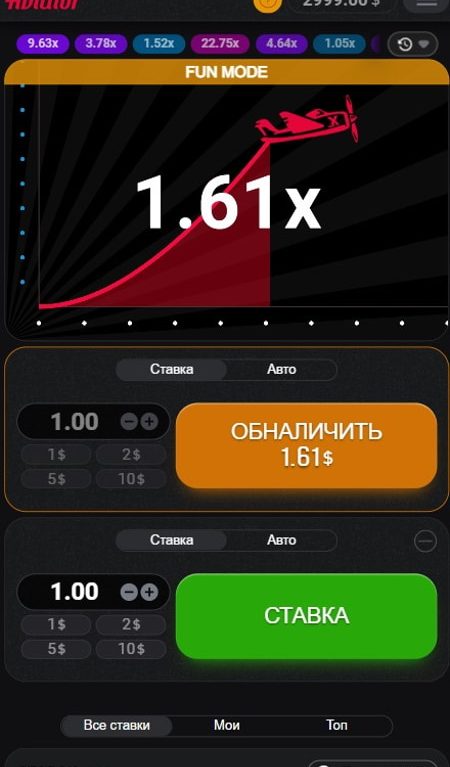 Aviator
2999.00 $
9.63x 3.78x 1.52x 22.75x 4.64x 1.05x
FUN MODE
X
1.61x
Ставка Авто
1.00
1$ 2$
5$ 10$
ОБНАЛИЧИТЬ
1.61$
Ставка Авто
1.00
1$ 2$
5$ 10$
СТАВКА
Все ставки Мои Топ